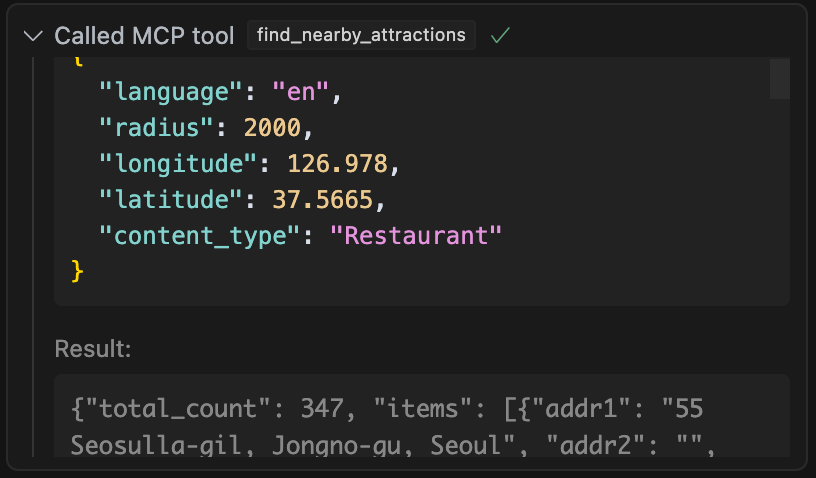 Called MCP tool find_nearby_attractions
{
"language": "en",
"radius": 2000,
"longitude": 126.978,
"latitude": 37.5665,
"content_type": "Restaurant"
}
Result:
{"total_count": 347, "items": [{"addr1": "55
Seosulla-gil, Jongno-gu, Seoul", "addr2": "",